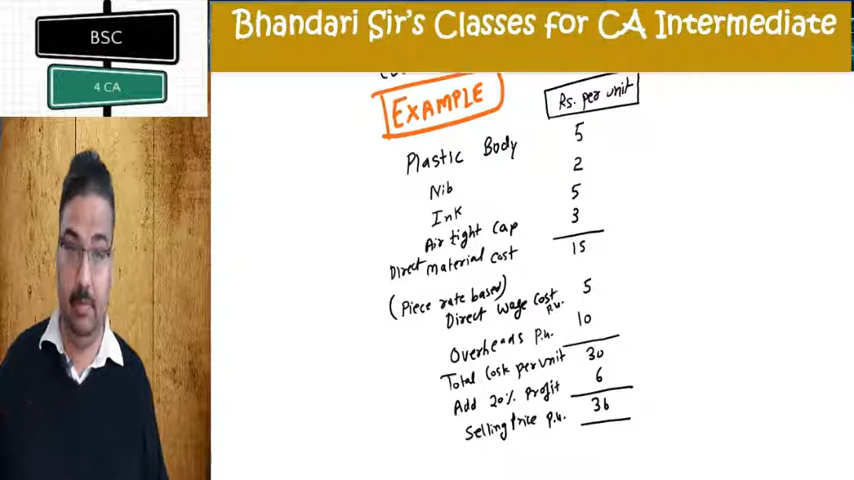 BSC
4 CA
Bhandari Sir's Classes for CA Intermediate
EXAMPLE
Rs. per unit
Plastic Body 5
Nib 2
Ink 5
Air tight Cap 3
Direct Material Cost 15
(Piece rate based)
Direct Wage Cost P.u. 5
Overheads P.u. 10
Total Cost per unit 30
Add 20% Profit 6
Selling Price p.u. 36